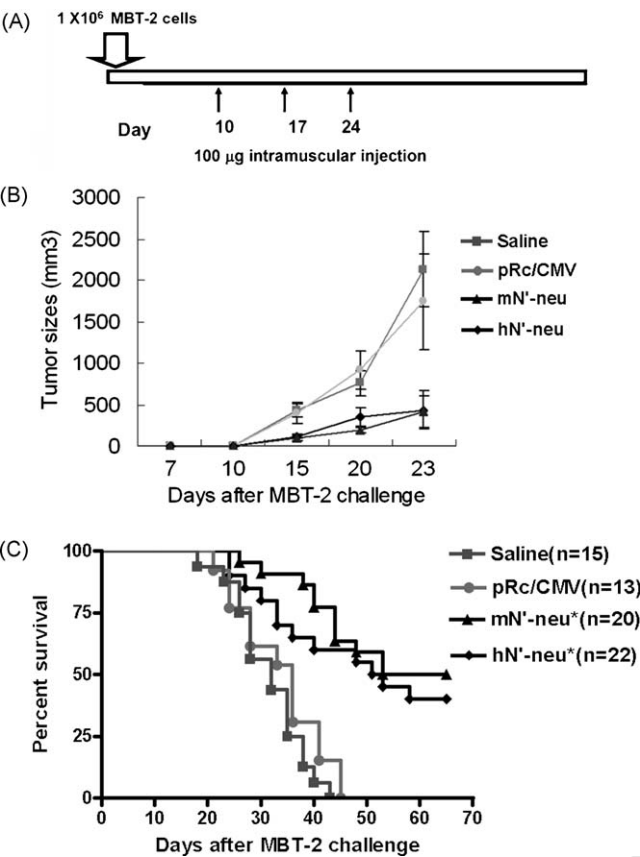 (A)
1 X10⁶ MBT-2 cells
Day 10 17 24
100 μg intramuscular injection
(B)
Tumor sizes (mm3)
3000
2500
2000
1500
1000
500
0
7 10 15 20 23
Days after MBT-2 challenge
Saline
pRc/CMV
mN'-neu
hN'-neu
(C)
Percent survival
100
75
50
25
0
0 10 20 30 40 50 60 70
Days after MBT-2 challenge
Saline(n=15)
pRc/CMV(n=13)
mN'-neu*(n=20)
hN'-neu*(n=22)